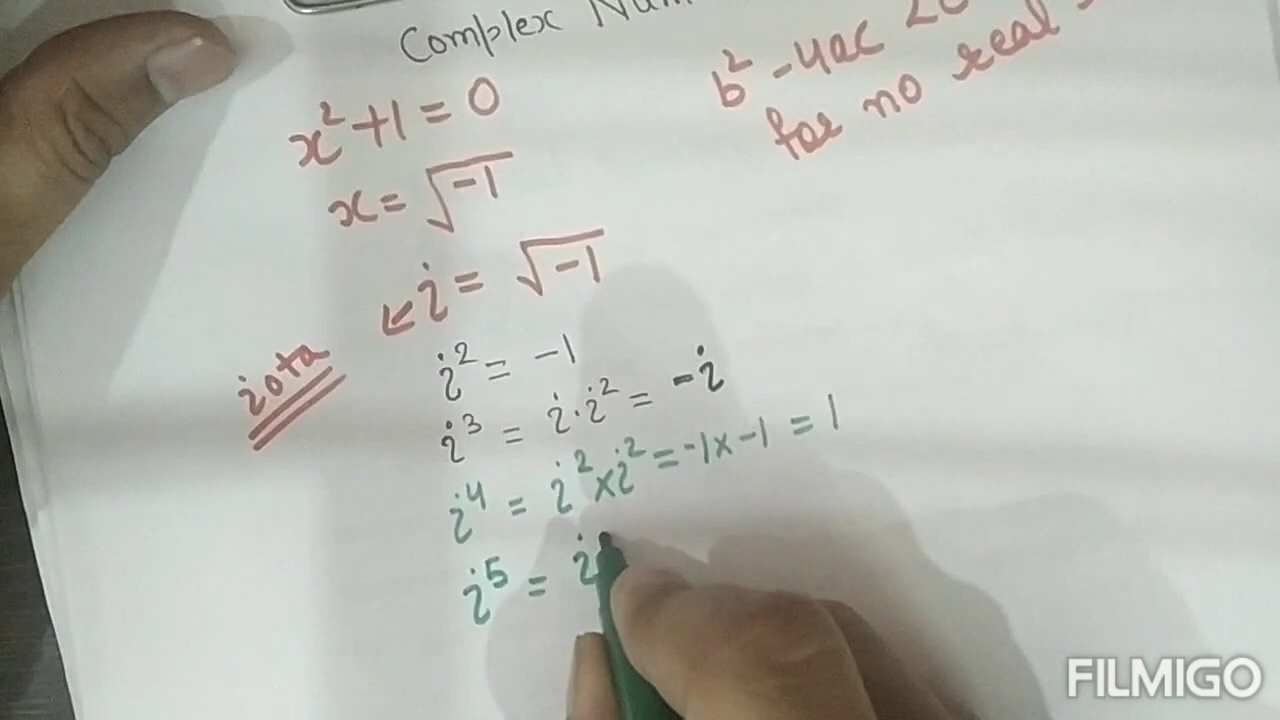 Complex
x² + 1 = 0
x = √-1
i = √-1
iota
i² = -1
i³ = i · i² = -i
i⁴ = i² × i² = -1 × -1 = 1
i⁵ = i
b² - 4ac <0
for no real
FILMIGO